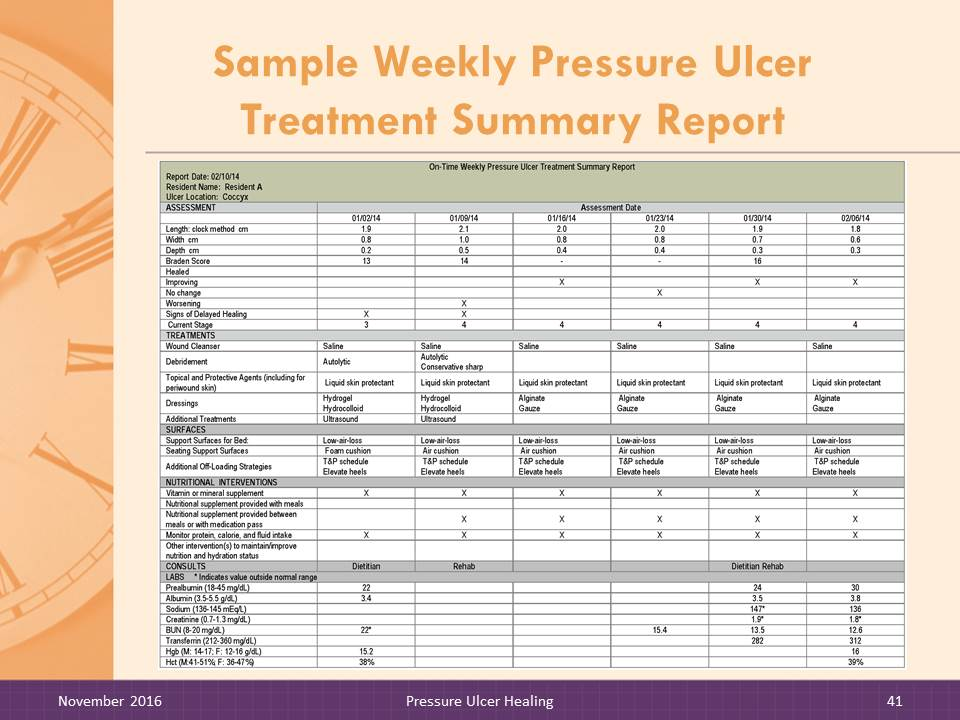 Sample Weekly Pressure Ulcer
Treatment Summary Report
On-Time Weekly Pressure Ulcer Treatment Summary Report
Report Date: 02/10/14
Resident Name: Resident A
Ulcer Location: Coccyx
ASSESSMENT Assessment Date
01/02/14 01/09/14 01/16/14 01/23/14 01/30/14 02/06/14
Length: clock method cm 1.9 2.1 2.0 2.0 1.9 1.8
Width cm 0.8 1.0 0.8 0.8 0.7 0.6
Depth cm 0.2 0.5 0.4 0.4 0.3 0.3
Braden Score 13 14 - - 16
Healed
Improving X X X
No change X
Worsening X
Signs of Delayed Healing X X
Current Stage 3 4 4 4 4 4
TREATMENTS
Wound Cleanser Saline Saline Saline Saline Saline Saline
Debridement Autolytic Autolytic
Conservative sharp
Topical and Protective Agents (including for
periwound skin) Liquid skin protectant Liquid skin protectant Liquid skin protectant Liquid skin protectant Liquid skin protectant Liquid skin protectant
Dressings Hydrogel Hydrogel Alginate Alginate Alginate Alginate
Hydrocolloid Hydrocolloid Gauze Gauze Gauze Gauze
Additional Treatments Ultrasound Ultrasound
SURFACES
Support Surfaces for Bed: Low-air-loss Low-air-loss Low-air-loss Low-air-loss Low-air-loss Low-air-loss
Seating Support Surfaces Foam cushion Air cushion Air cushion Air cushion Air cushion Air cushion
Additional Off-Loading Strategies T&P schedule T&P schedule T&P schedule T&P schedule T&P schedule T&P schedule
Elevate heels Elevate heels Elevate heels Elevate heels Elevate heels Elevate heels
NUTRITIONAL INTERVENTIONS
Vitamin or mineral supplement X X X X X X
Nutritional supplement provided with meals
Nutritional supplement provided between
meals or with medication pass X X X X X
Monitor protein, calorie, and fluid intake X X X X X X
Other intervention(s) to maintain/improve
nutrition and hydration status
CONSULTS Dietitian Rehab Dietitian Rehab
LABS * Indicates value outside normal range
Prealbumin (18-45 mg/dL) 22 24 30
Albumin (3.5-5.5 g/dL) 3.4 3.5 3.8
Sodium (136-145 mEq/L) 147* 136
Creatinine (0.7-1.3 mg/dL) 1.9* 1.8*
BUN (8-20 mg/dL) 22* 15.4 13.5 12.6
Transferrin (212-360 mg/dL) 282 312
Hgb (M: 14-17; F: 12-16 g/dL) 15.2 16
Hct (M:41-51%; F: 36-47%) 38% 39%
November 2016 Pressure Ulcer Healing 41